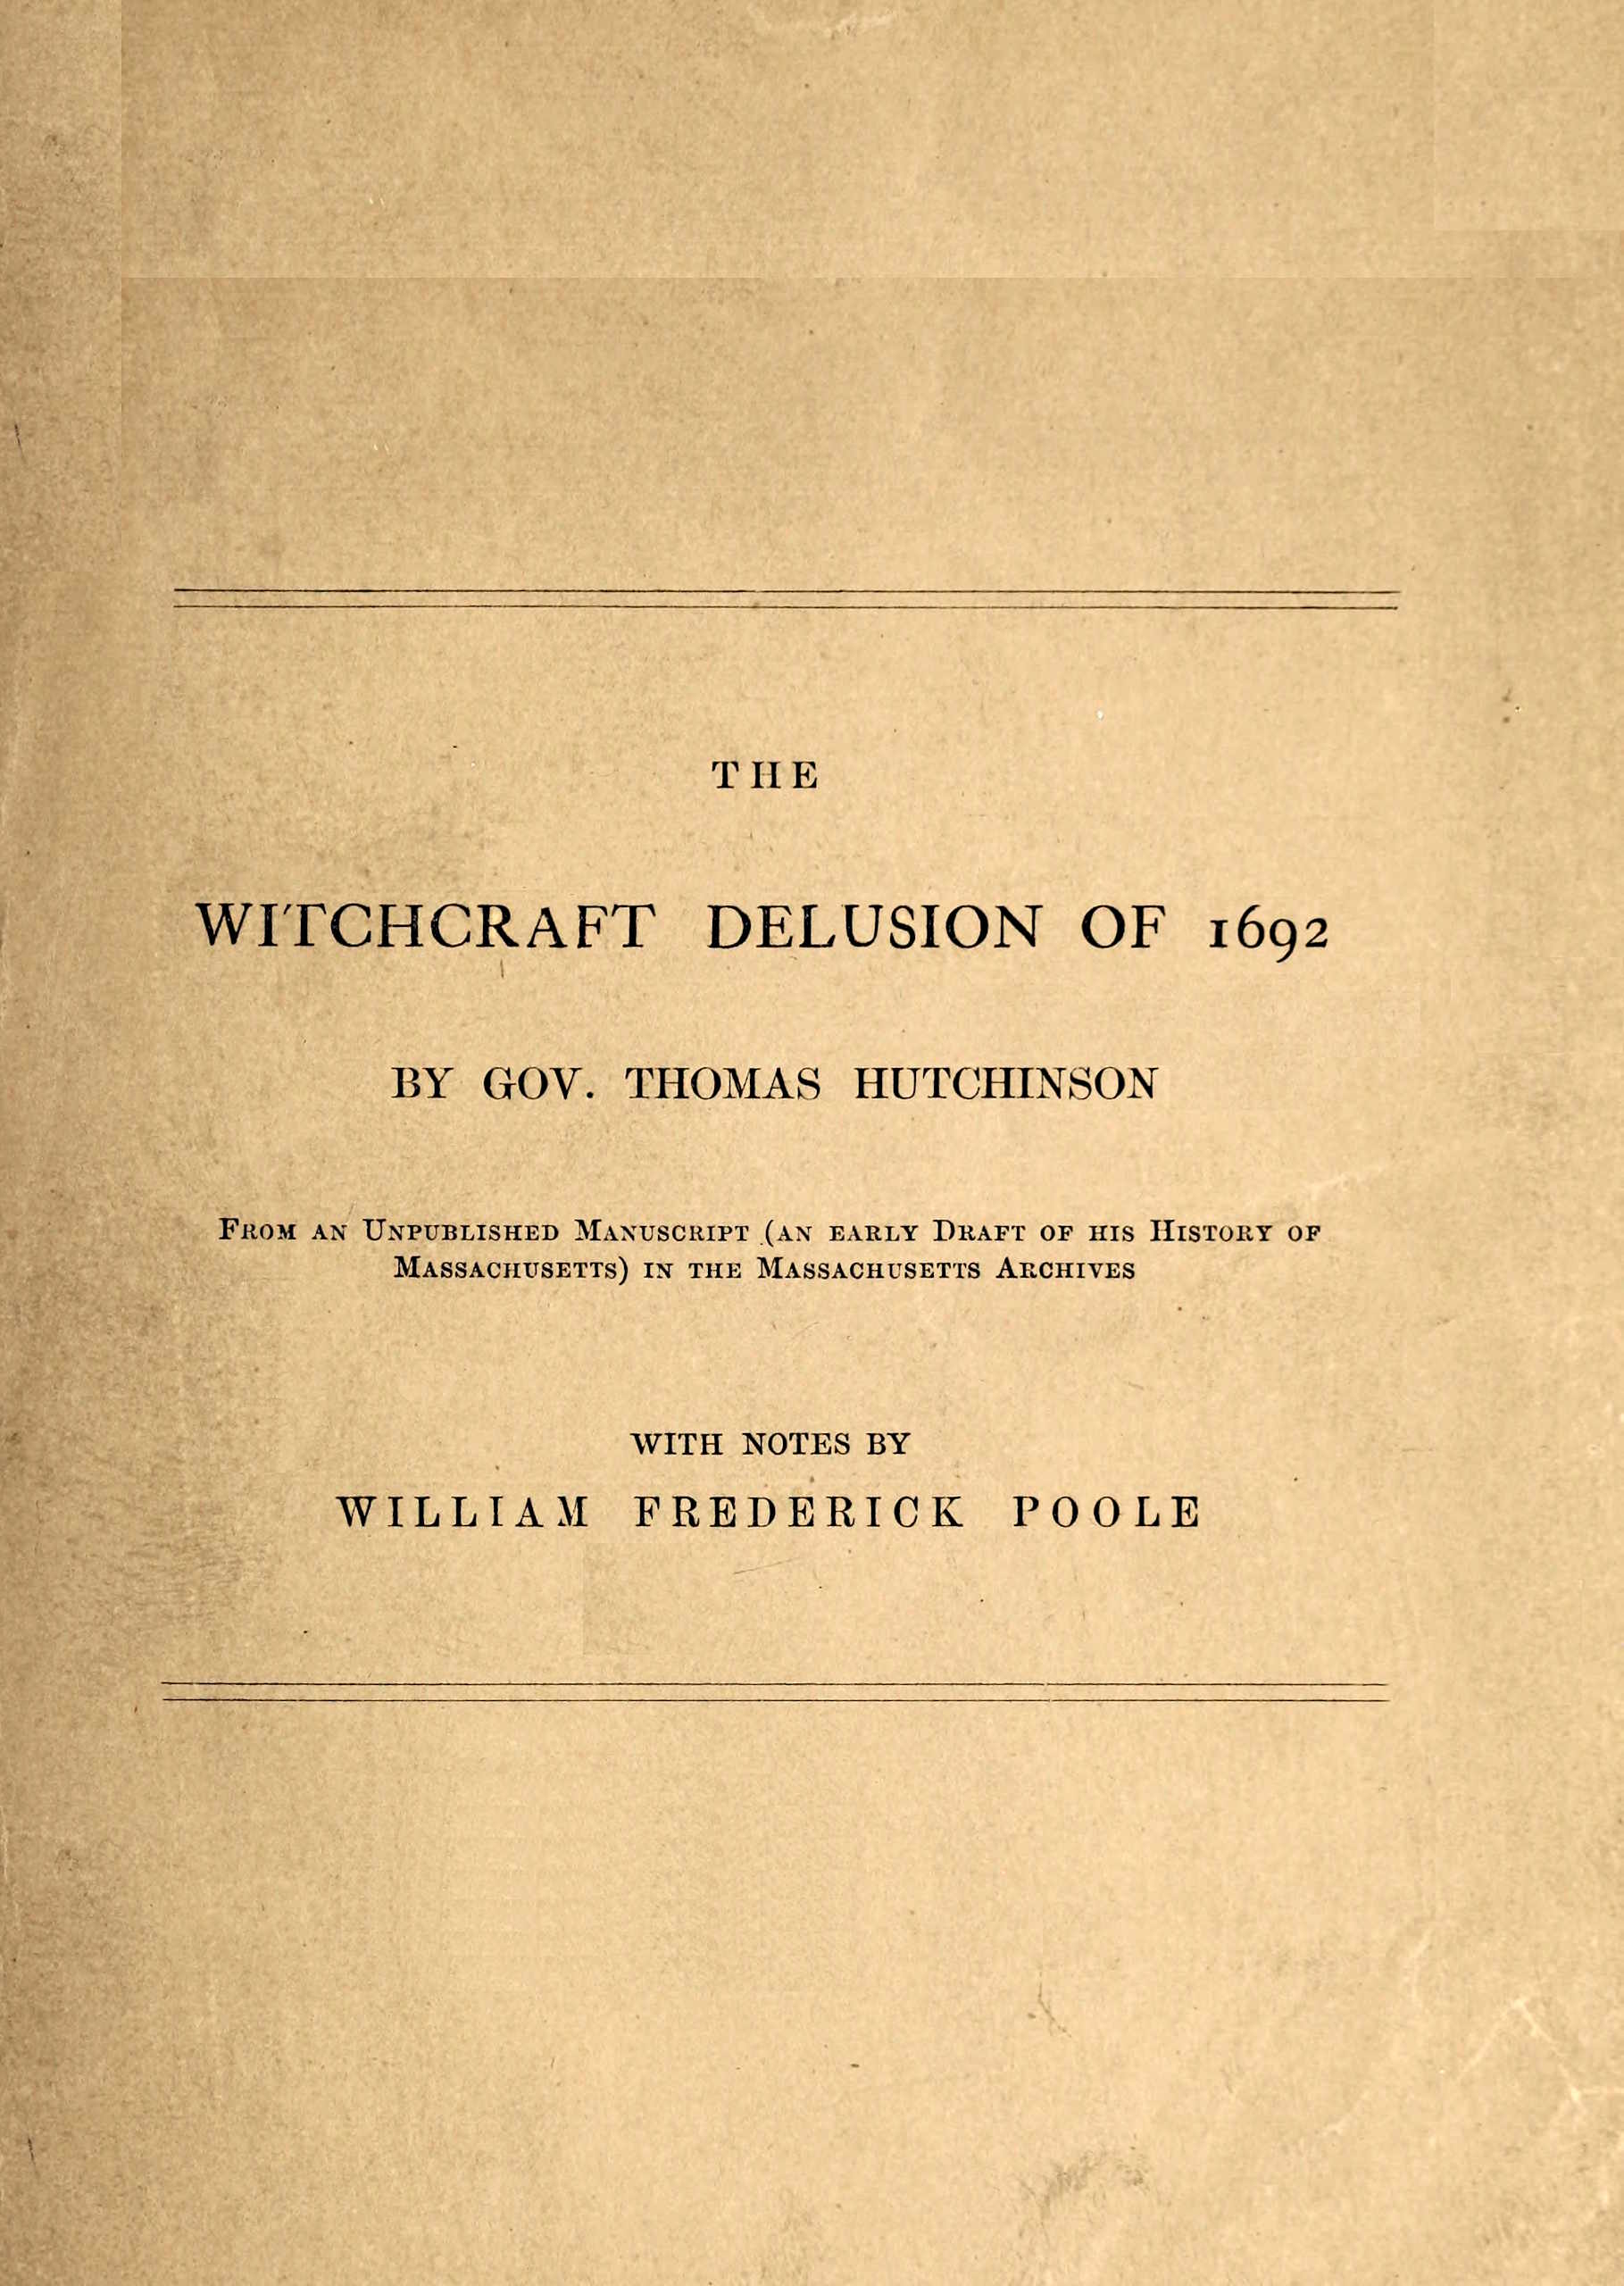 THE
WITCHCRAFT DELUSION OF 1692
BY GOV. THOMAS HUTCHINSON
From an Unpublished Manuscript (an early Draft of his History of
Massachusetts) in the Massachusetts Archives
WITH NOTES BY
WILLIAM FREDERICK POOLE